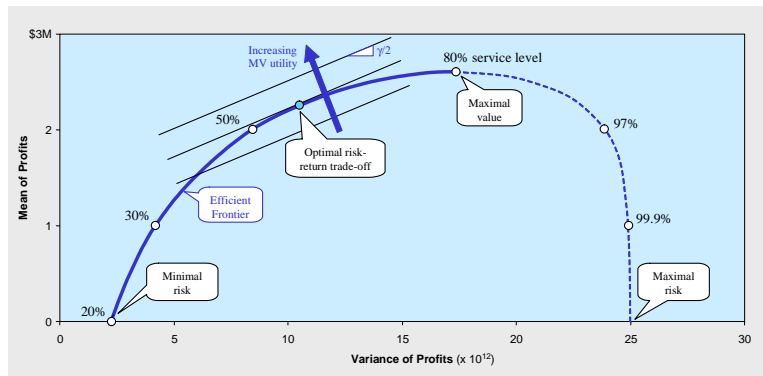 $3M
Increasing
MV utility
γ/2
80% service level
Maximal
value
2
50%
97%
Optimal risk-
return trade-off
Mean of Profits
Efficient
Frontier
30%
1
99.9%
Minimal
risk
Maximal
risk
20%
0
0
5
10
15
20
25
30
Variance of Profits (x 10¹²)